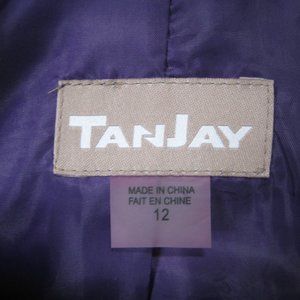 TANJAY
MADE IN CHINA
FAIT EN CHINE
12